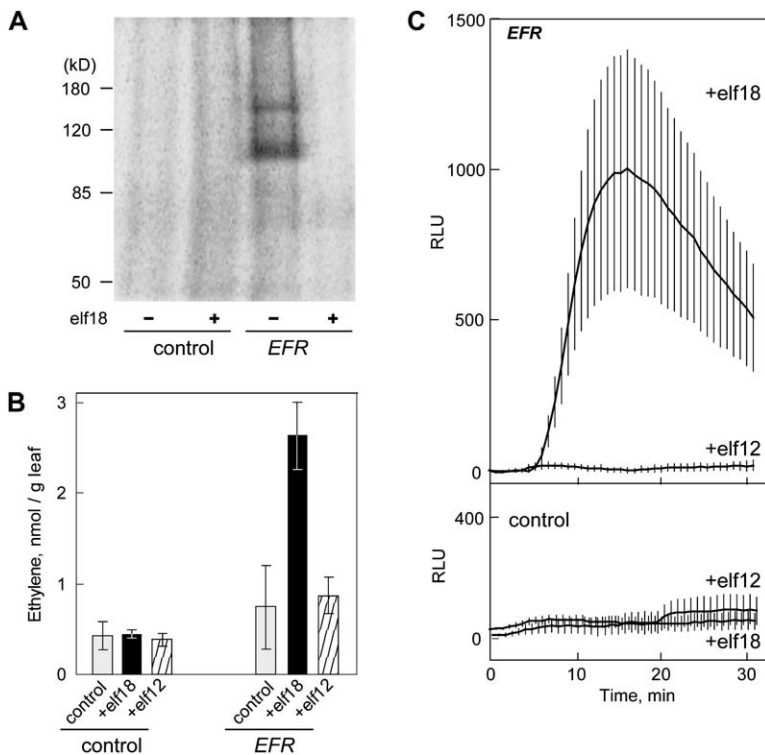 A
(kD)
180
120
85
50
elf18 − + − +
control EFR
B
Ethylene, nmol / g leaf
3
2
1
0
control +elf18 +elf12 control +elf18 +elf12
control EFR
C
1500
EFR
+elf18
1000
RLU
500
+elf12
0
400
control
RLU
+elf12
0
+elf18
0 10 20 30
Time, min